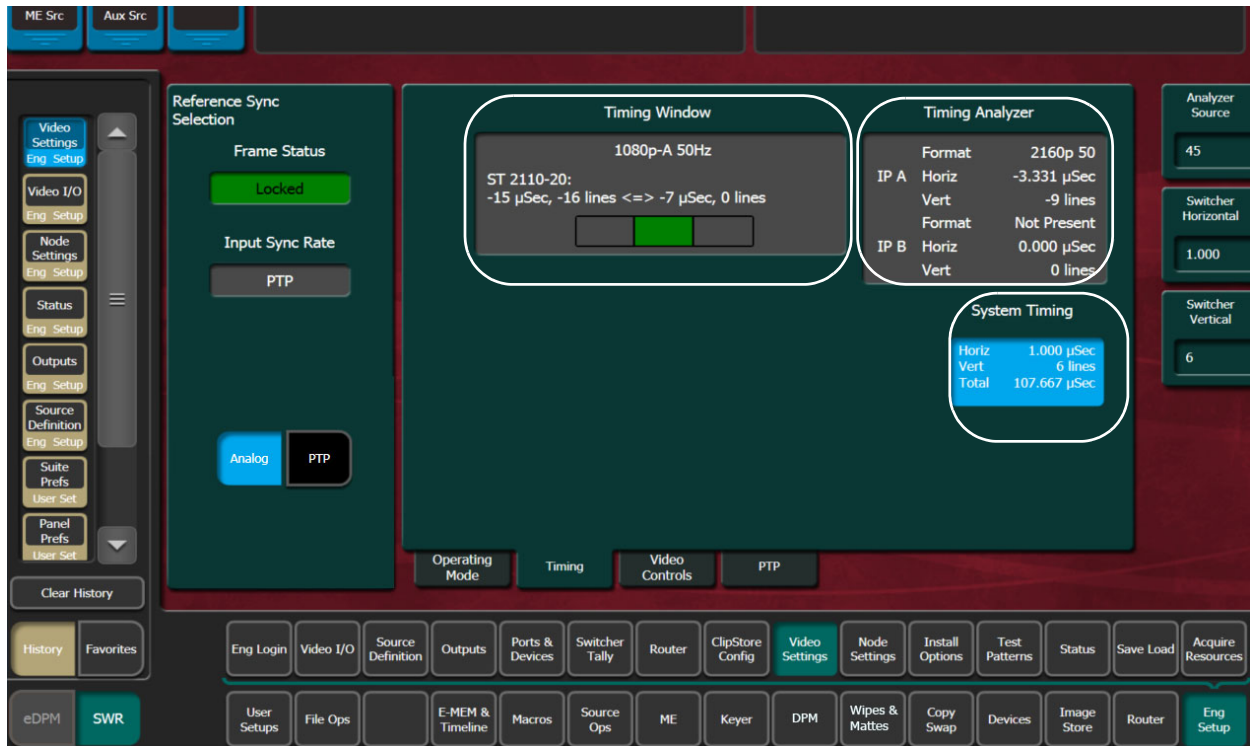 ME Src
Aux Src
Video
Settings
Eng Setup
Video I/O
Eng Setup
Node
Settings
Eng Setup
Status
Eng Setup
Outputs
Eng Setup
Source
Definition
Eng Setup
Suite
Prefs
User Set
Panel
Prefs
User Set
Clear History
History
Favorites
eDPM
SWR
Reference Sync
Selection
Frame Status
Locked
Input Sync Rate
PTP
Analog
PTP
Timing Window
1080p-A 50Hz
ST 2110-20:
-15 µSec, -16 lines <=> -7 µSec, 0 lines
Timing Analyzer
Format 2160p 50
IP A Horiz -3.331 µSec
Vert -9 lines
Format Not Present
IP B Horiz 0.000 µSec
Vert 0 lines
System Timing
Horiz 1.000 µSec
Vert 6 lines
Total 107.667 µSec
Analyzer
Source
45
Switcher
Horizontal
1.000
Switcher
Vertical
6
Operating
Mode
Timing
Video
Controls
PTP
Eng Login
Video I/O
Source
Definition
Outputs
Ports &
Devices
Switcher
Tally
Router
ClipStore
Config
Video
Settings
Node
Settings
Install
Options
Test
Patterns
Status
Save Load
Acquire
Resources
User
Setups
File Ops
E-MEM &
Timeline
Macros
Source
Ops
ME
Keyer
DPM
Wipes &
Mattes
Copy
Swap
Devices
Image
Store
Router
Eng
Setup